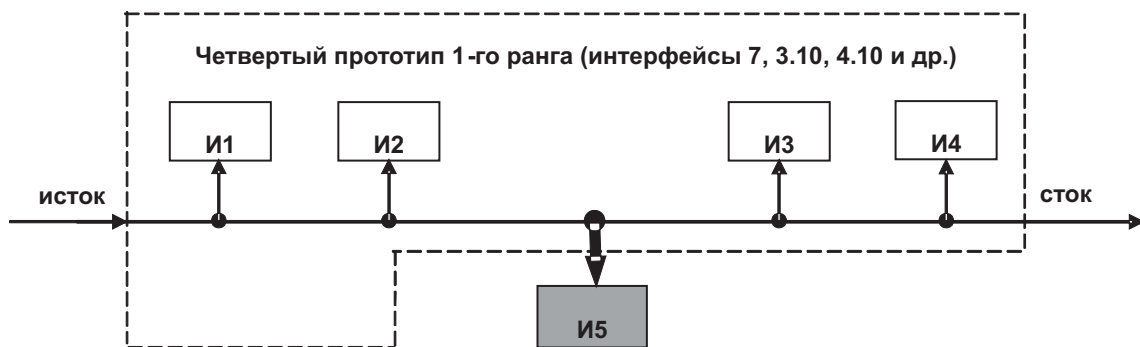 Четвертый прототип 1-го ранга (интерфейсы 7, 3.10, 4.10 и др.)
И1 И2 И3 И4
исток сток
И5